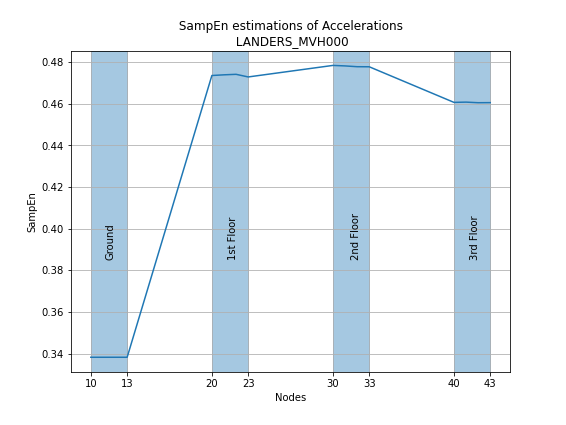 SampEn estimations of Accelerations
LANDERS_MVH000
0.48
0.46
0.44
0.42
0.40
0.38
0.36
0.34
SampEn
Ground
1st Floor
2nd Floor
3rd Floor
10 13 20 23 30 33 40 43
Nodes